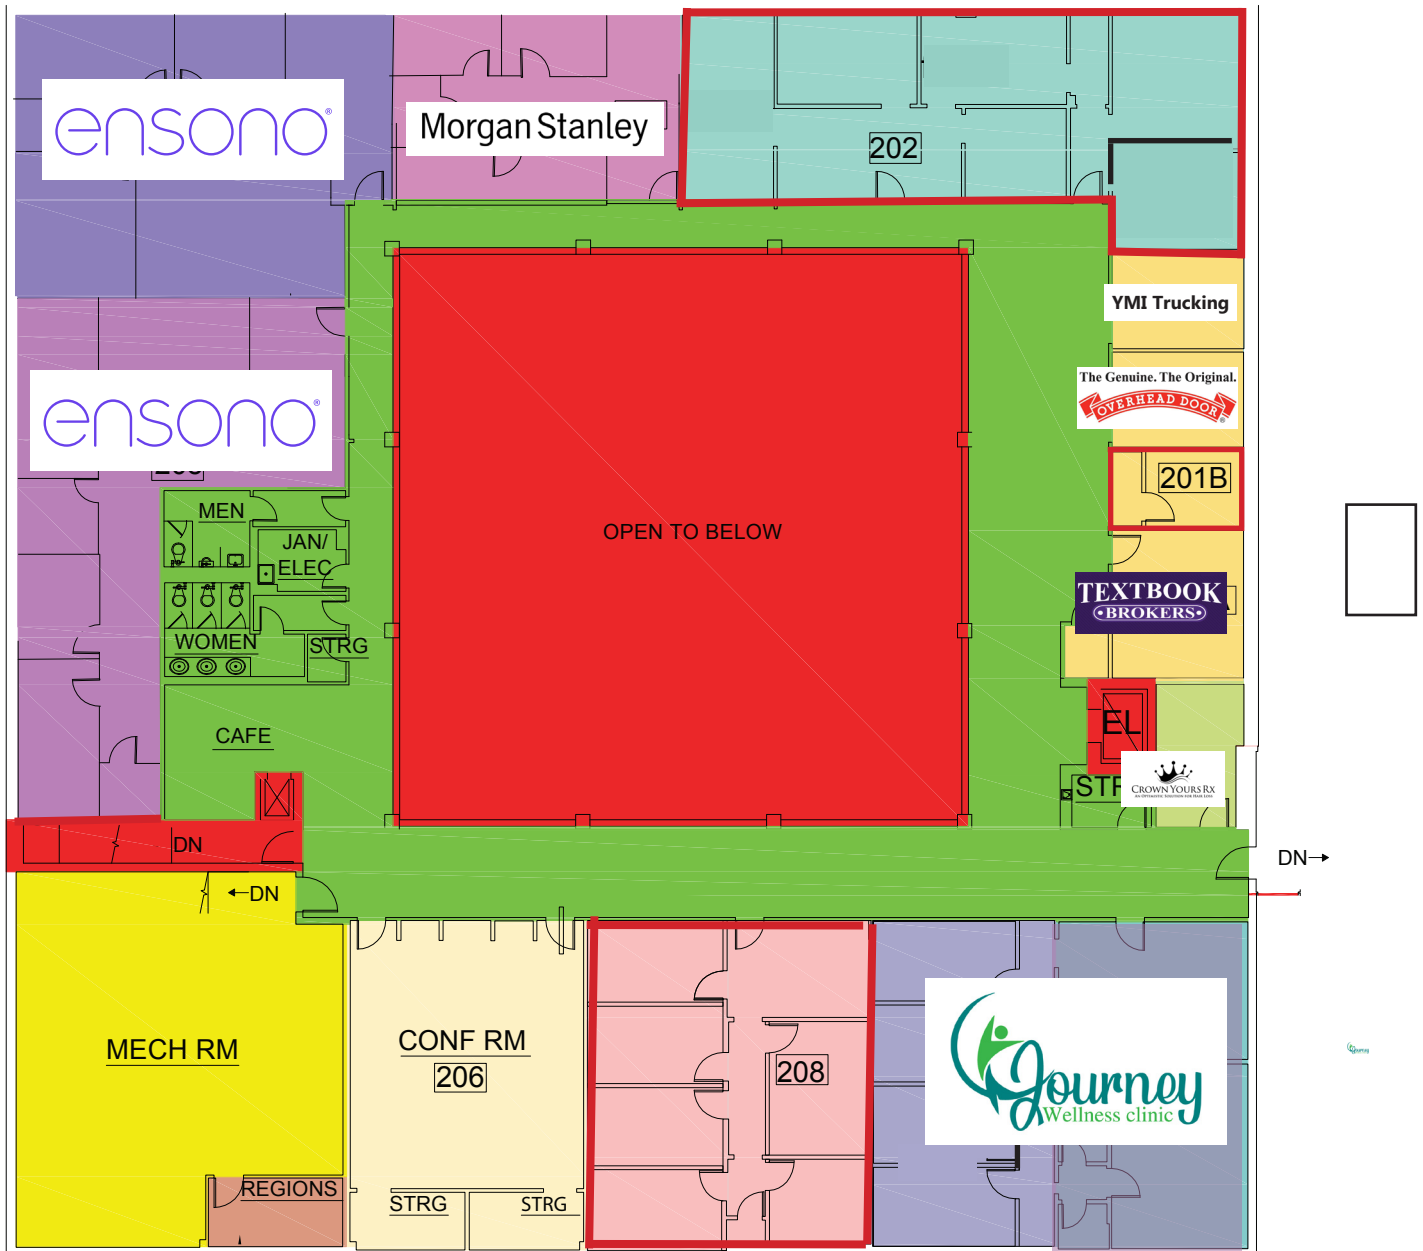 ensono®
Morgan Stanley
202
YMI Trucking
The Genuine. The Original.
OVERHEAD DOOR®
ensono®
201B
MEN
JAN/
ELEC
OPEN TO BELOW
TEXTBOOK
BROKERS
WOMEN
STRG
EL
CAFE
CROWN YOURS RX
DN
DN
DN
MECH RM
CONF RM
206
208
Journey
Wellness clinic
Journey
REGIONS
STRG
STRG